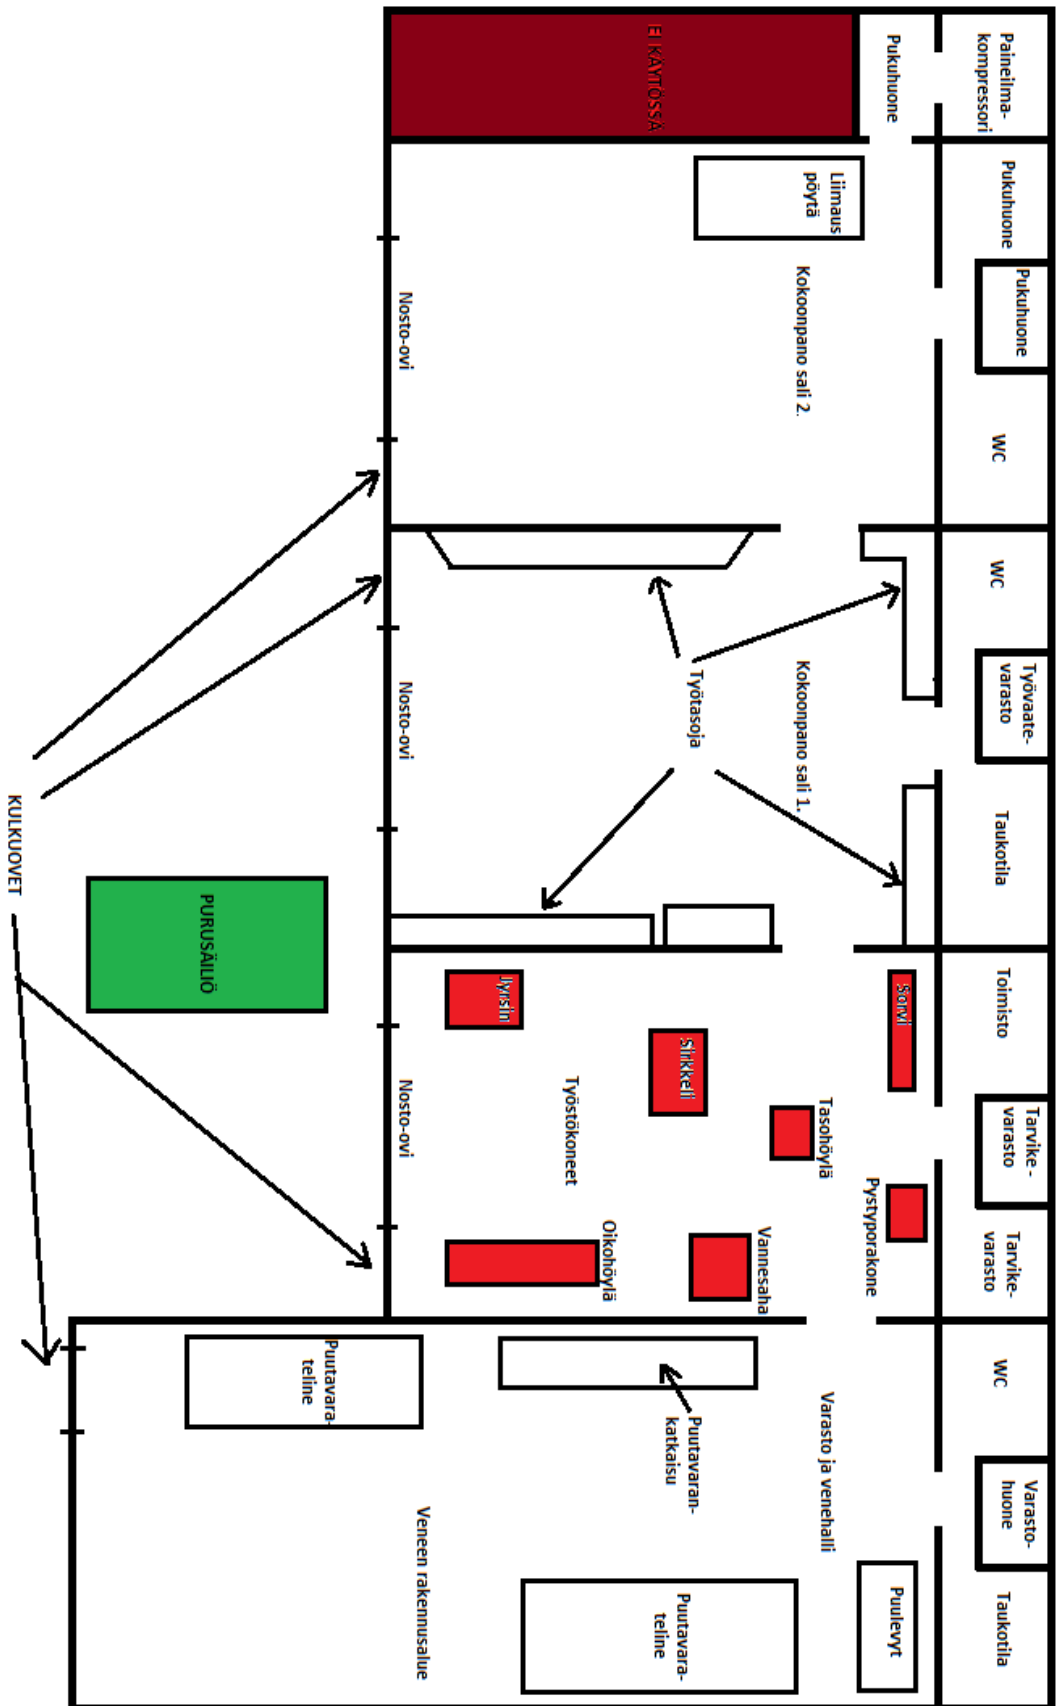 Paineilma-
kompressori
Pukuhuone
Pukuhuone
WC
WC
Työvaate-
varasto
Taukotila
Toimisto
Tarvike -
varasto
Tarvike-
varasto
WC
Varasto-
huone
Taukotila
Pukuhuone
EI KÄYTÖSSÄ
Liimaus
pöytä
Kokoonpano sali 2.
Nosto-ovi
Kokoonpano sali 1.
Työtasoja
Nosto-ovi
Sorvi
Pystyporakone
Tasohöylä
Sirkkeli
Vannesaha
Jyrsin
Työstökoneet
Oikohöylä
Nosto-ovi
Puulevyt
Varasto ja venehalli
Puutavaran-
katkaisu
Puutavara-
teline
Puutavara-
teline
Veneen rakennusalue
PURUSÄILIÖ
KULKUOVET